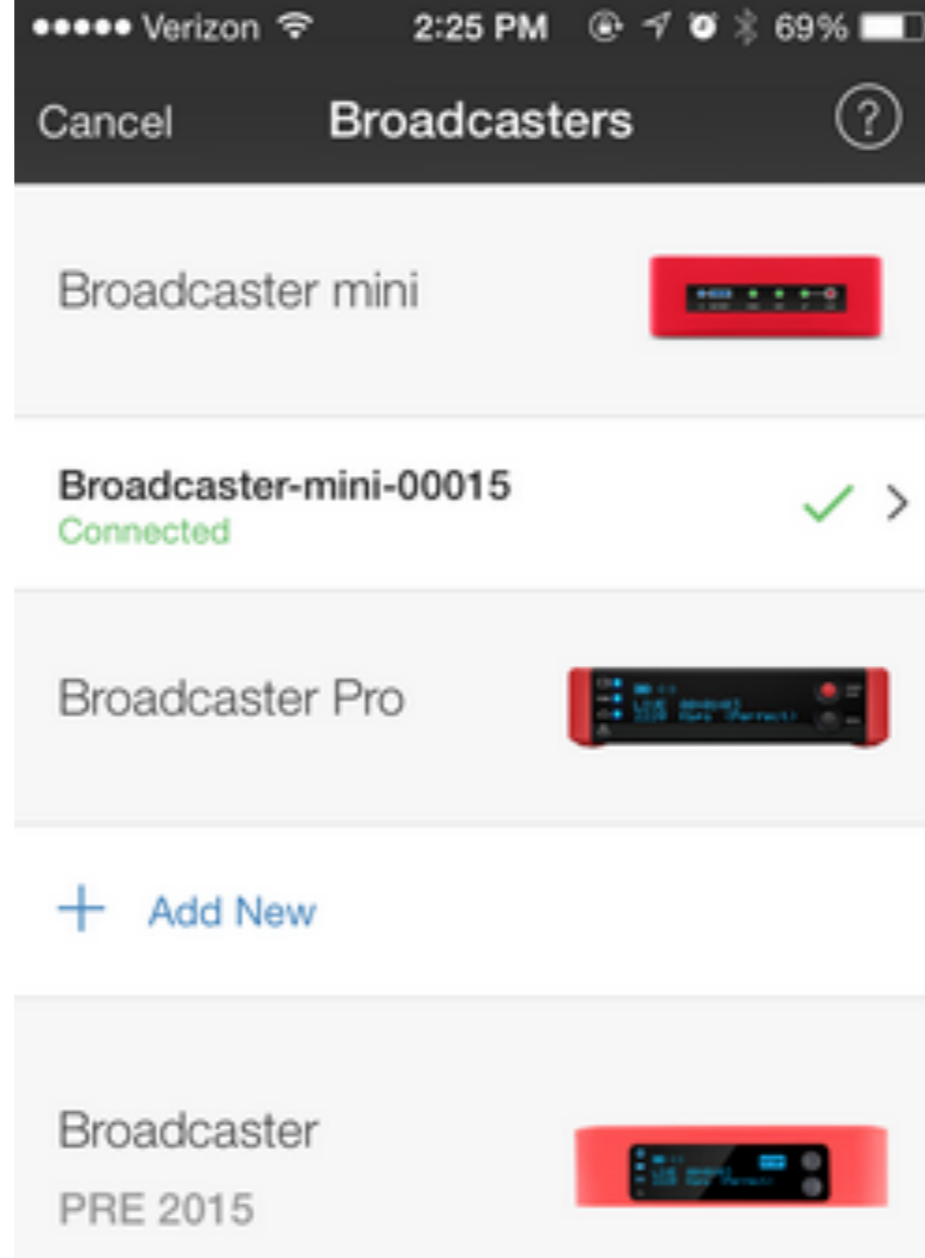 Verizon 2:25 PM 69%
Cancel Broadcasters ?
Broadcaster mini
Broadcaster-mini-00015
Connected
Broadcaster Pro
+ Add New
Broadcaster
PRE 2015